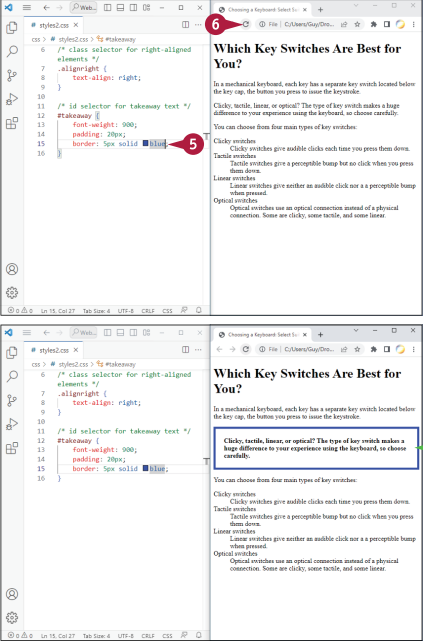 Web...
# styles2.css
css > # styles2.css > #takeaway
6 /* class selector for right-aligned
elements */
7 .alignright {
8 text-align: right;
9 }
10
11 /* id selector for takeaway text */
12 #takeaway {
13 font-weight: 900;
14 padding: 20px;
15 border: 5px solid blue;
16 }
5
0 0 Ln 15, Col 27 Tab Size: 4 UTF-8 CRLF CSS
6
Choosing a Keyboard: Select Su
File C:/Users/Guy/Dro...
Which Key Switches Are Best for
You?
In a mechanical keyboard, each key has a separate key switch located below
the key cap, the button you press to issue the keystroke.
Clicky, tactile, linear, or optical? The type of key switch makes a huge
difference to your experience using the keyboard, so choose carefully.
You can choose from four main types of key switches:
Clicky switches
Clicky switches give audible clicks each time you press them down.
Tactile switches
Tactile switches give a perceptible bump but no click when you press
them down.
Linear switches
Linear switches give neither an audible click nor a a perceptible bump
when pressed.
Optical switches
Optical switches use an optical connection instead of a physical
connection. Some are clicky, some tactile, and some linear.
Web...
# styles2.css
css > # styles2.css > #takeaway
6 /* class selector for right-aligned
elements */
7 .alignright {
8 text-align: right;
9 }
10
11 /* id selector for takeaway text */
12 #takeaway {
13 font-weight: 900;
14 padding: 20px;
15 border: 5px solid blue;
16 }
0 0 Ln 15, Col 27 Tab Size: 4 UTF-8 CRLF CSS
Choosing a Keyboard: Select Su
File C:/Users/Guy/Dro...
Which Key Switches Are Best for
You?
In a mechanical keyboard, each key has a separate key switch located below
the key cap, the button you press to issue the keystroke.
Clicky, tactile, linear, or optical? The type of key switch makes a
huge difference to your experience using the keyboard, so choose
carefully.
You can choose from four main types of key switches:
Clicky switches
Clicky switches give audible clicks each time you press them down.
Tactile switches
Tactile switches give a perceptible bump but no click when you press
them down.
Linear switches
Linear switches give neither an audible click nor a a perceptible bump
when pressed.
Optical switches
Optical switches use an optical connection instead of a physical
connection. Some are clicky, some tactile, and some linear.